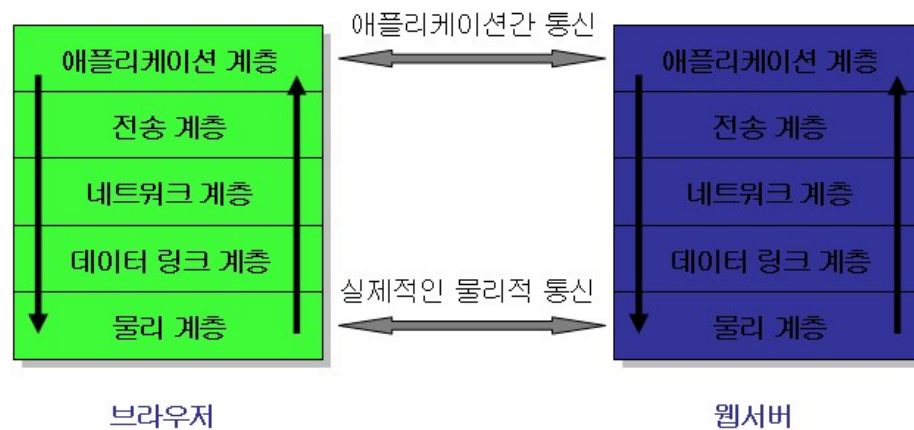 애플리케이션간 통신
애플리케이션 계층
전송 계층
네트워크 계층
데이터 링크 계층
물리 계층
브라우저
실제적인 물리적 통신
애플리케이션 계층
전송 계층
네트워크 계층
데이터 링크 계층
물리 계층
웹서버